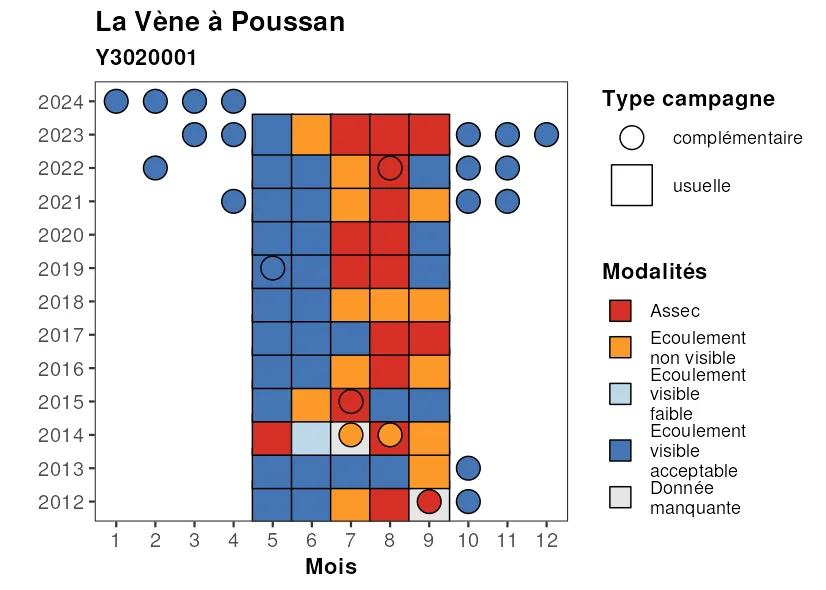 La Vène à Poussan
Y3020001
2024
2023
2022
2021
2020
2019
2018
2017
2016
2015
2014
2013
2012
1 2 3 4 5 6 7 8 9 10 11 12
Mois
Type campagne
complémentaire
usuelle
Modalités
Assec
Ecoulement
non visible
Ecoulement
visible
faible
Ecoulement
visible
acceptable
Donnée
manquante